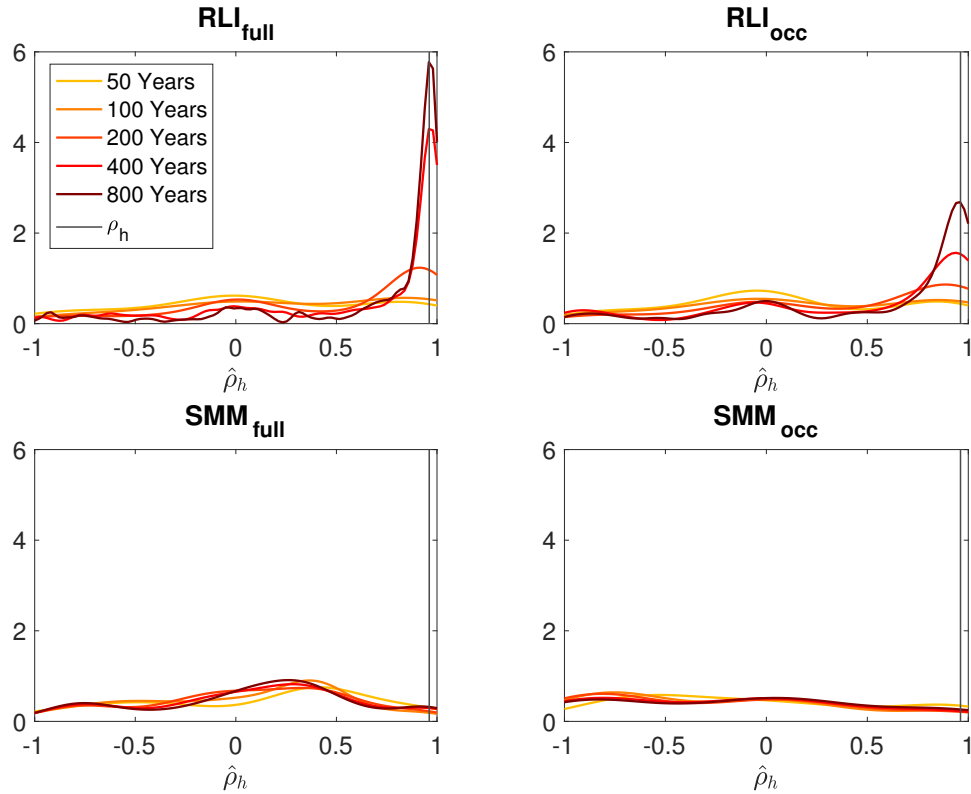 RLI_full
6
4
2
0
50 Years
100 Years
200 Years
400 Years
800 Years
ρ_h
-1 -0.5 0 0.5 1
ρ̂_h
RLI_occ
6
4
2
0
-1 -0.5 0 0.5 1
ρ̂_h
SMM_full
6
4
2
0
-1 -0.5 0 0.5 1
ρ̂_h
SMM_occ
6
4
2
0
-1 -0.5 0 0.5 1
ρ̂_h